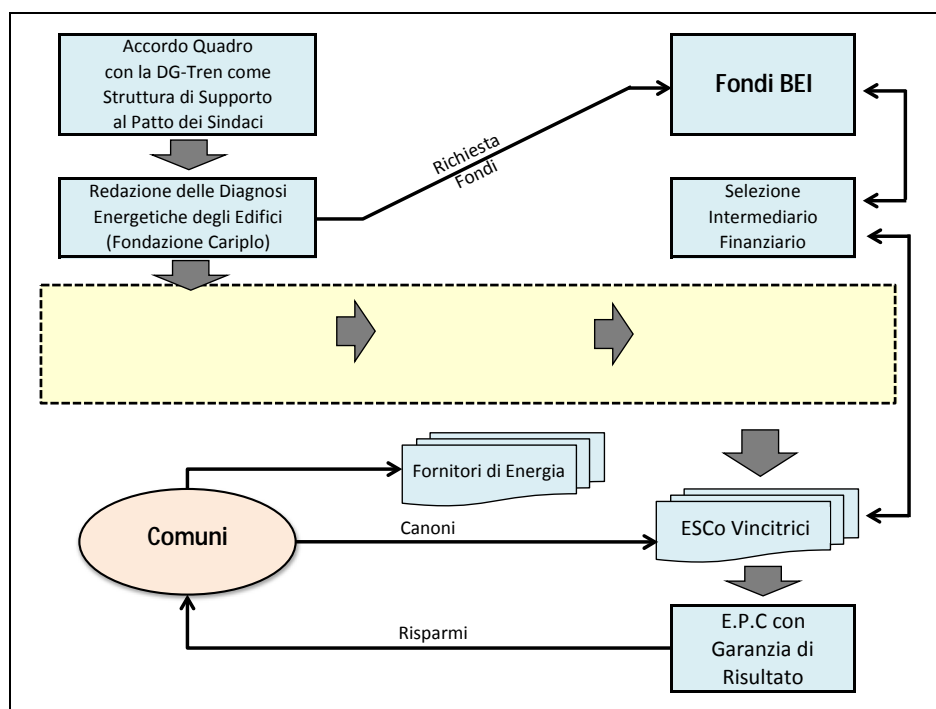 Accordo Quadro
con la DG-Tren come
Struttura di Supporto
al Patto dei Sindaci
Fondi BEI
Richiesta
Fondi
Redazione delle Diagnosi
Energetiche degli Edifici
(Fondazione Cariplo)
Selezione
Intermediario
Finanziario
Fornitori di Energia
Comuni
Canoni
ESCo Vincitrici
Risparmi
E.P.C con
Garanzia di
Risultato